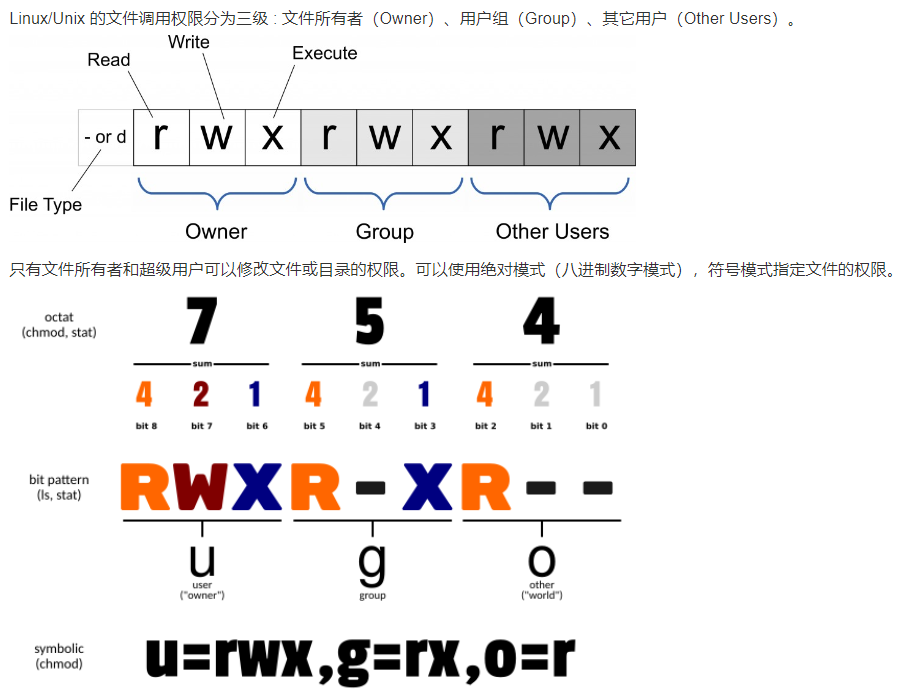 Linux/Unix 的文件调用权限分为三级 : 文件所有者（Owner）、用户组（Group）、其它用户（Other Users）。
Write
Read
Execute
- or d r w x r w x r w x
File Type
Owner Group Other Users
只有文件所有者和超级用户可以修改文件或目录的权限。可以使用绝对模式（八进制数字模式）, 符号模式指定文件的权限。
octat
(chmod, stat)
7 5 4
sum sum sum
4 2 1 4 2 1 4 2 1
bit 8 bit 7 bit 6 bit 5 bit 4 bit 3 bit 2 bit 1 bit 0
bit pattern
(ls, stat)
RWXR-XR--
u g o
user group other
("owner") ("world")
symbolic
(chmod)
u=rwx,g=rx,o=r